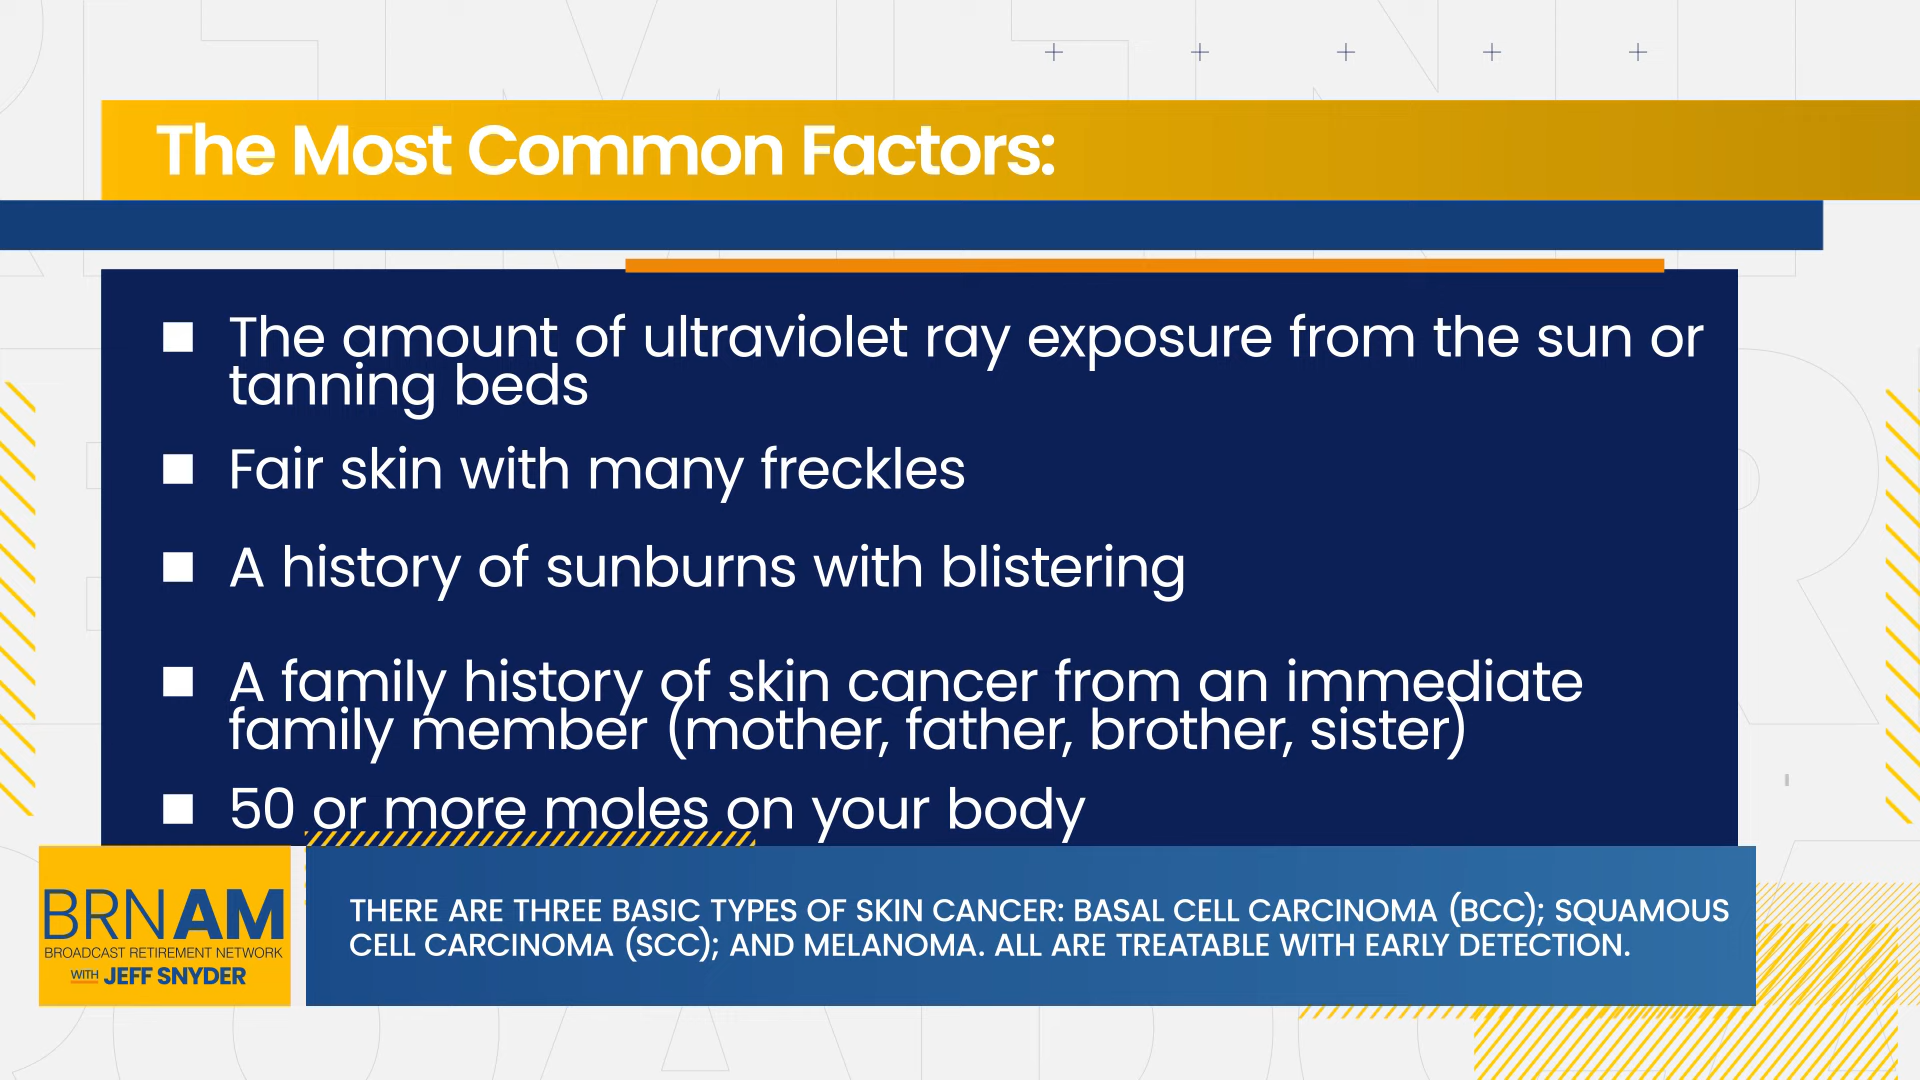 The Most Common Factors:
■ The amount of ultraviolet ray exposure from the sun or
tanning beds
■ Fair skin with many freckles
■ A history of sunburns with blistering
■ A family history of skin cancer from an immediate
family member (mother, father, brother, sister)
■ 50 or more moles on your body
BRNAM
BROADCAST RETIREMENT NETWORK
WITH JEFF SNYDER
THERE ARE THREE BASIC TYPES OF SKIN CANCER: BASAL CELL CARCINOMA (BCC); SQUAMOUS
CELL CARCINOMA (SCC); AND MELANOMA. ALL ARE TREATABLE WITH EARLY DETECTION.